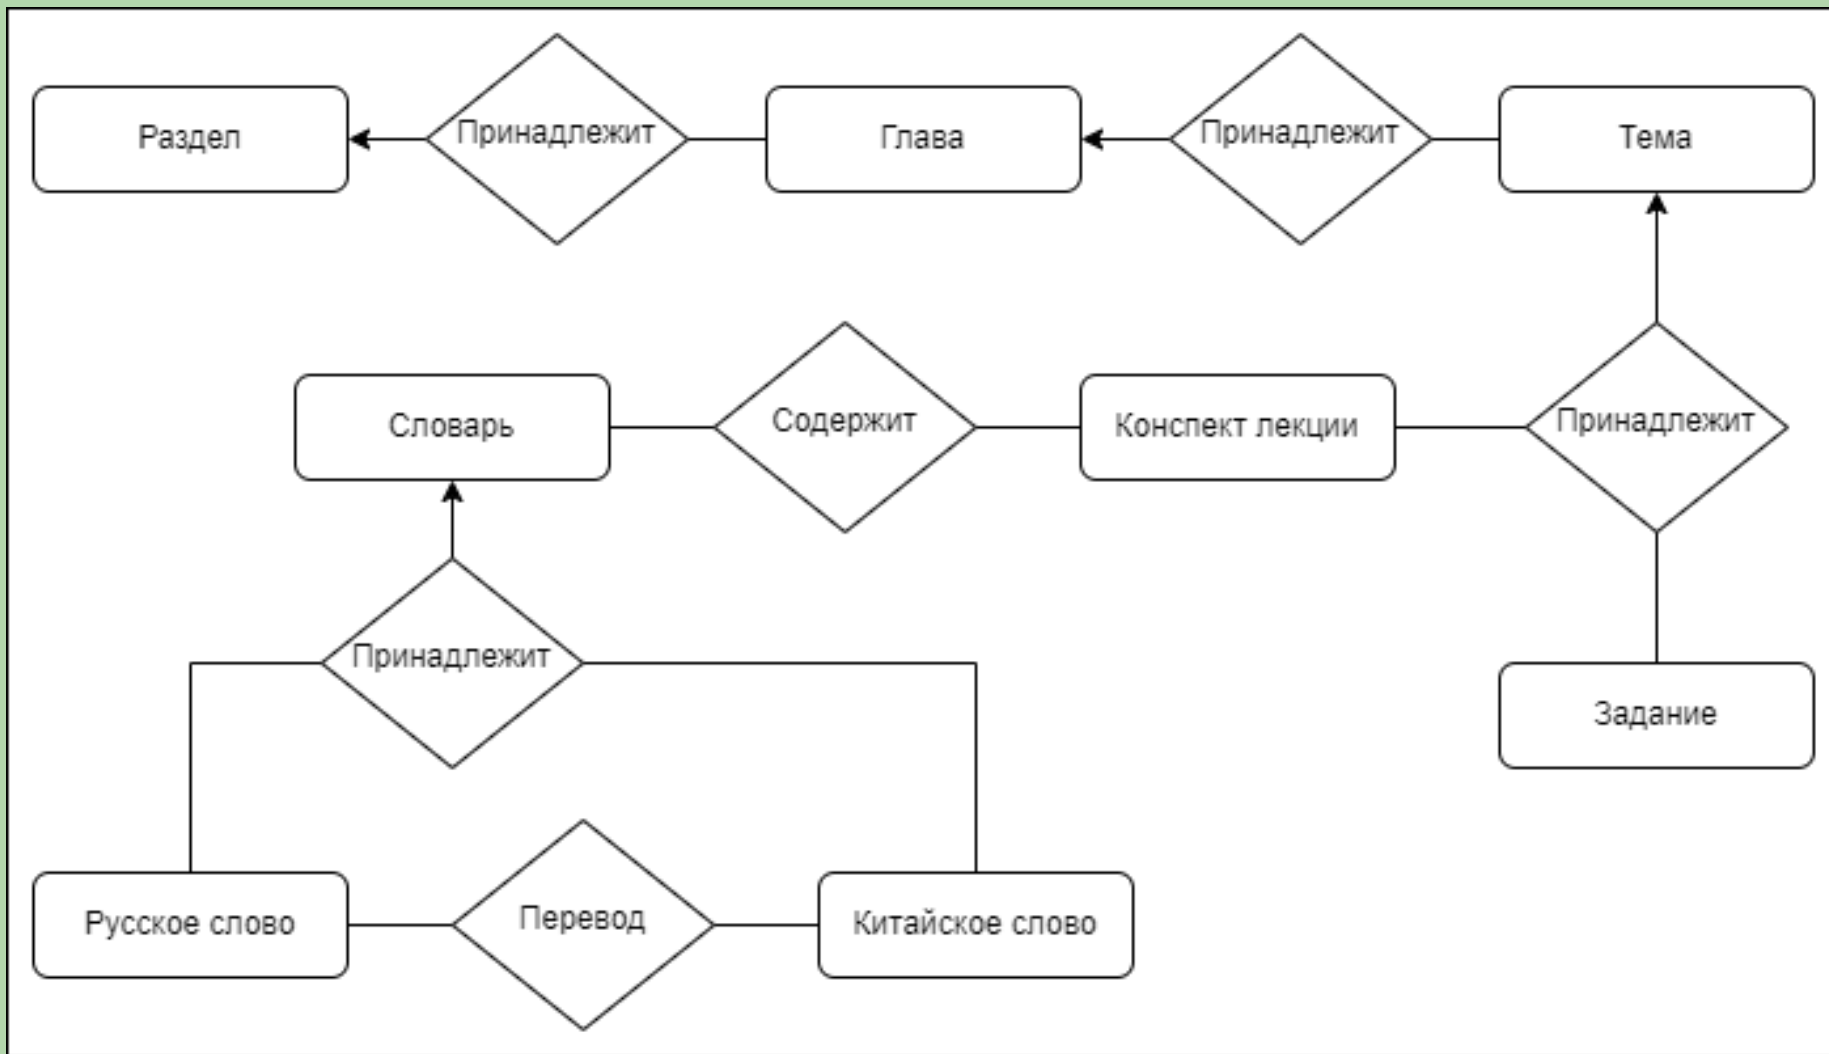 Раздел
Принадлежит
Глава
Принадлежит
Тема
Словарь
Содержит
Конспект лекции
Принадлежит
Принадлежит
Задание
Русское слово
Перевод
Китайское слово